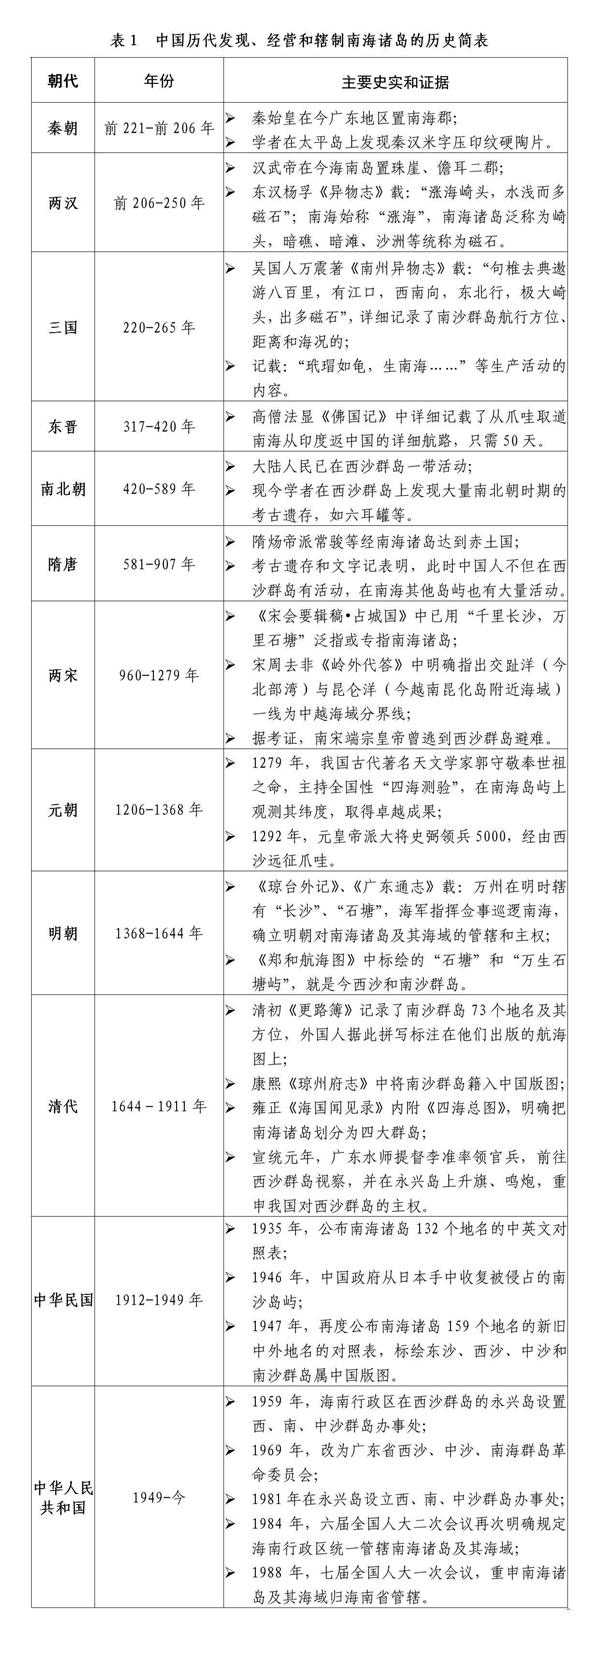 表1　中国历代发现、经营和辖制南海诸岛的历史简表
朝代	年份	主要史实和证据
秦朝	前 221-前 206 年
➢ 秦始皇在今广东地区置南海郡；
➢ 学者在太平岛上发现秦汉米字压印纹硬陶片。
两汉	前 206-250 年
➢ 汉武帝在今海南岛置珠崖、儋耳二郡；
➢ 东汉杨孚《异物志》载：“涨海崎头，水浅而多
磁石”；南海始称“涨海”，南海诸岛泛称为崎
头，暗礁、暗滩、沙洲等统称为磁石。
三国	220-265 年
➢ 吴国人万震著《南州异物志》载：“句椎去典遨
游八百里，有江口，西南向，东北行，极大崎
头，出多磁石”，详细记录了南沙群岛航行方位、
距离和海况的；
➢ 记载：“玳瑁如龟，生南海……”等生产活动的
内容。
东晋	317-420 年
➢ 高僧法显《佛国记》中详细记载了从爪哇取道
南海从印度返中国的详细航路，只需 50 天。
南北朝	420-589 年
➢ 大陆人民已在西沙群岛一带活动；
➢ 现今学者在西沙群岛上发现大量南北朝时期的
考古遗存，如六耳罐等。
隋唐	581-907 年
➢ 隋炀帝派常骏等经南海诸岛达到赤土国；
➢ 考古遗存和文字记表明，此时中国人不但在西
沙群岛有活动，在南海其他岛屿也有大量活动。
两宋	960-1279 年
➢ 《宋会要辑稿•占城国》中已用“千里长沙，万
里石塘”泛指或专指南海诸岛；
➢ 宋周去非《岭外代答》中明确指出交趾洋（今
北部湾）与昆仑洋（今越南昆化岛附近海域）
一线为中越海域分界线；
➢ 据考证，南宋端宗皇帝曾逃到西沙群岛避难。
元朝	1206-1368 年
➢ 1279 年，我国古代著名天文学家郭守敬奉世祖
之命，主持全国性“四海测验”，在南海岛屿上
观测其纬度，取得卓越成果；
➢ 1292 年，元皇帝派大将史弼领兵 5000，经由西
沙远征爪哇。
明朝	1368-1644 年
➢ 《琼台外记》、《广东通志》载：万州在明时辖
有“长沙”、“石塘”，海军指挥佥事巡逻南海，
确立明朝对南海诸岛及其海域的管辖和主权；
➢ 《郑和航海图》中标绘的“石塘”和“万生石
塘屿”，就是今西沙和南沙群岛。
清代	1644－1911 年
➢ 清初《更路簿》记录了南沙群岛 73 个地名及其
方位，外国人据此拼写标注在他们出版的航海
图上；
➢ 康熙《琼州府志》中将南沙群岛籍入中国版图；
➢ 雍正《海国闻见录》内附《四海总图》，明确把
南海诸岛划分为四大群岛；
➢ 宣统元年，广东水师提督李准率领官兵，前往
西沙群岛视察，并在永兴岛上升旗、鸣炮，重
申我国对西沙群岛的主权。
中华民国	1912-1949 年
➢ 1935 年，公布南海诸岛 132 个地名的中英文对
照表；
➢ 1946 年，中国政府从日本手中收复被侵占的南
沙岛屿；
➢ 1947 年，再度公布南海诸岛 159 个地名的新旧
中外地名的对照表，标绘东沙、西沙、中沙和
南沙群岛属中国版图。
中华人民
共和国	1949-今
➢ 1959 年，海南行政区在西沙群岛的永兴岛设置
西、南、中沙群岛办事处；
➢ 1969 年，改为广东省西沙、中沙、南海群岛革
命委员会；
➢ 1981 年在永兴岛设立西、南、中沙群岛办事处；
➢ 1984 年，六届全国人大二次会议再次明确规定
海南行政区统一管辖南海诸岛及其海域；
➢ 1988 年，七届全国人大一次会议，重申南海诸
岛及其海域归海南省管辖。